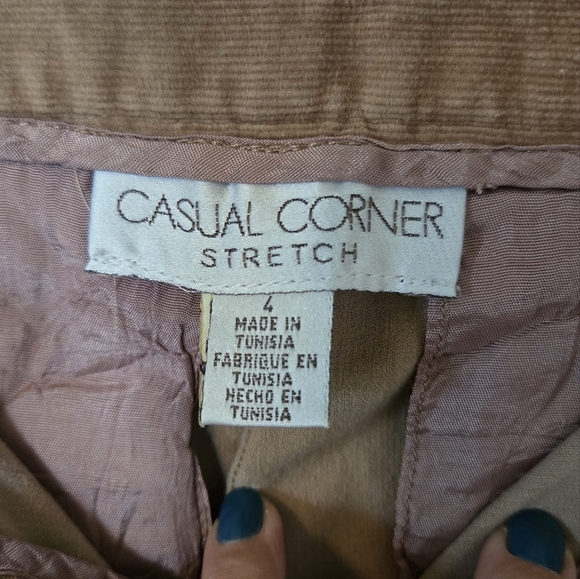 CASUAL CORNER
STRETCH
4
MADE IN
TUNISIA
FABRIQUE EN
TUNISIA
HECHO EN
TUNISIA